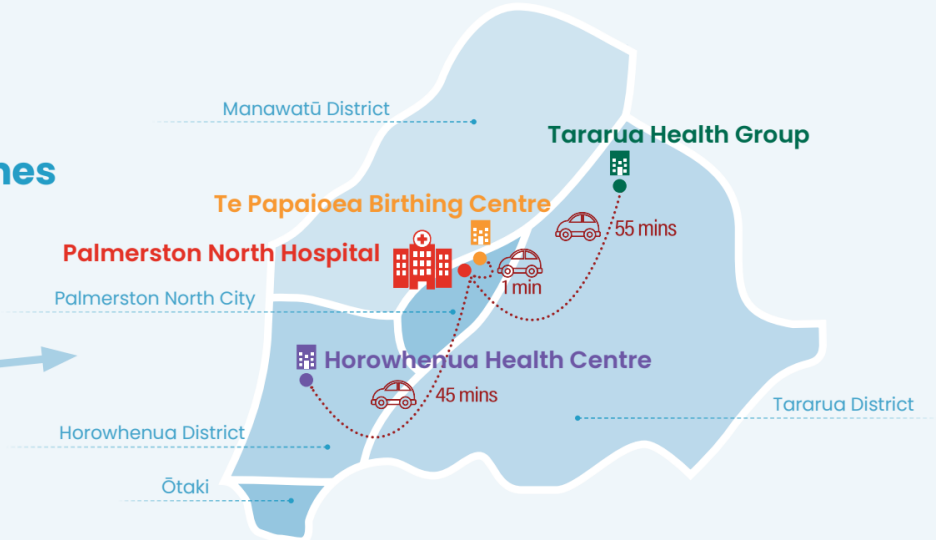 Manawatū District
Tararua Health Group
Te Papaioea Birthing Centre
55 mins
Palmerston North Hospital
1 min
Palmerston North City
Horowhenua Health Centre
45 mins
Tararua District
Horowhenua District
Ōtaki